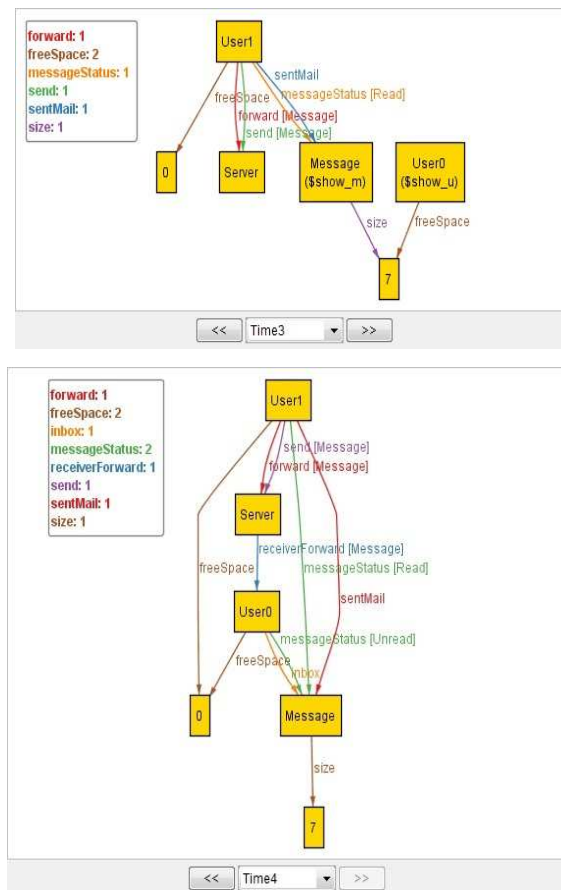 forward: 1
freeSpace: 2
messageStatus: 1
send: 1
sentMail: 1
size: 1
User1
sentMail
freeSpace
messageStatus [Read]
forward [Message]
send [Message]
0
Server
Message
($show_m)
User0
($show_u)
size
freeSpace
7
<<
Time3
>>
forward: 1
freeSpace: 2
inbox: 1
messageStatus: 2
receiverForward: 1
send: 1
sentMail: 1
size: 1
User1
send [Message]
forward [Message]
Server
receiverForward [Message]
freeSpace
messageStatus [Read]
sentMail
User0
messageStatus [Unread]
freeSpace
inbox
0
Message
size
7
<<
Time4
>>